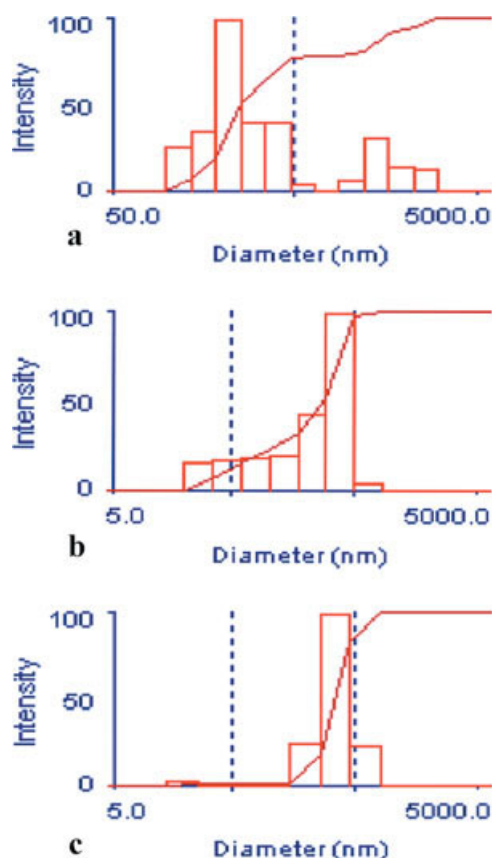 100
Intensity
50
0
50.0 5000.0
a
Diameter (nm)
100
Intensity
50
0
5.0 5000.0
b
Diameter (nm)
100
Intensity
50
0
5.0 5000.0
c
Diameter (nm)